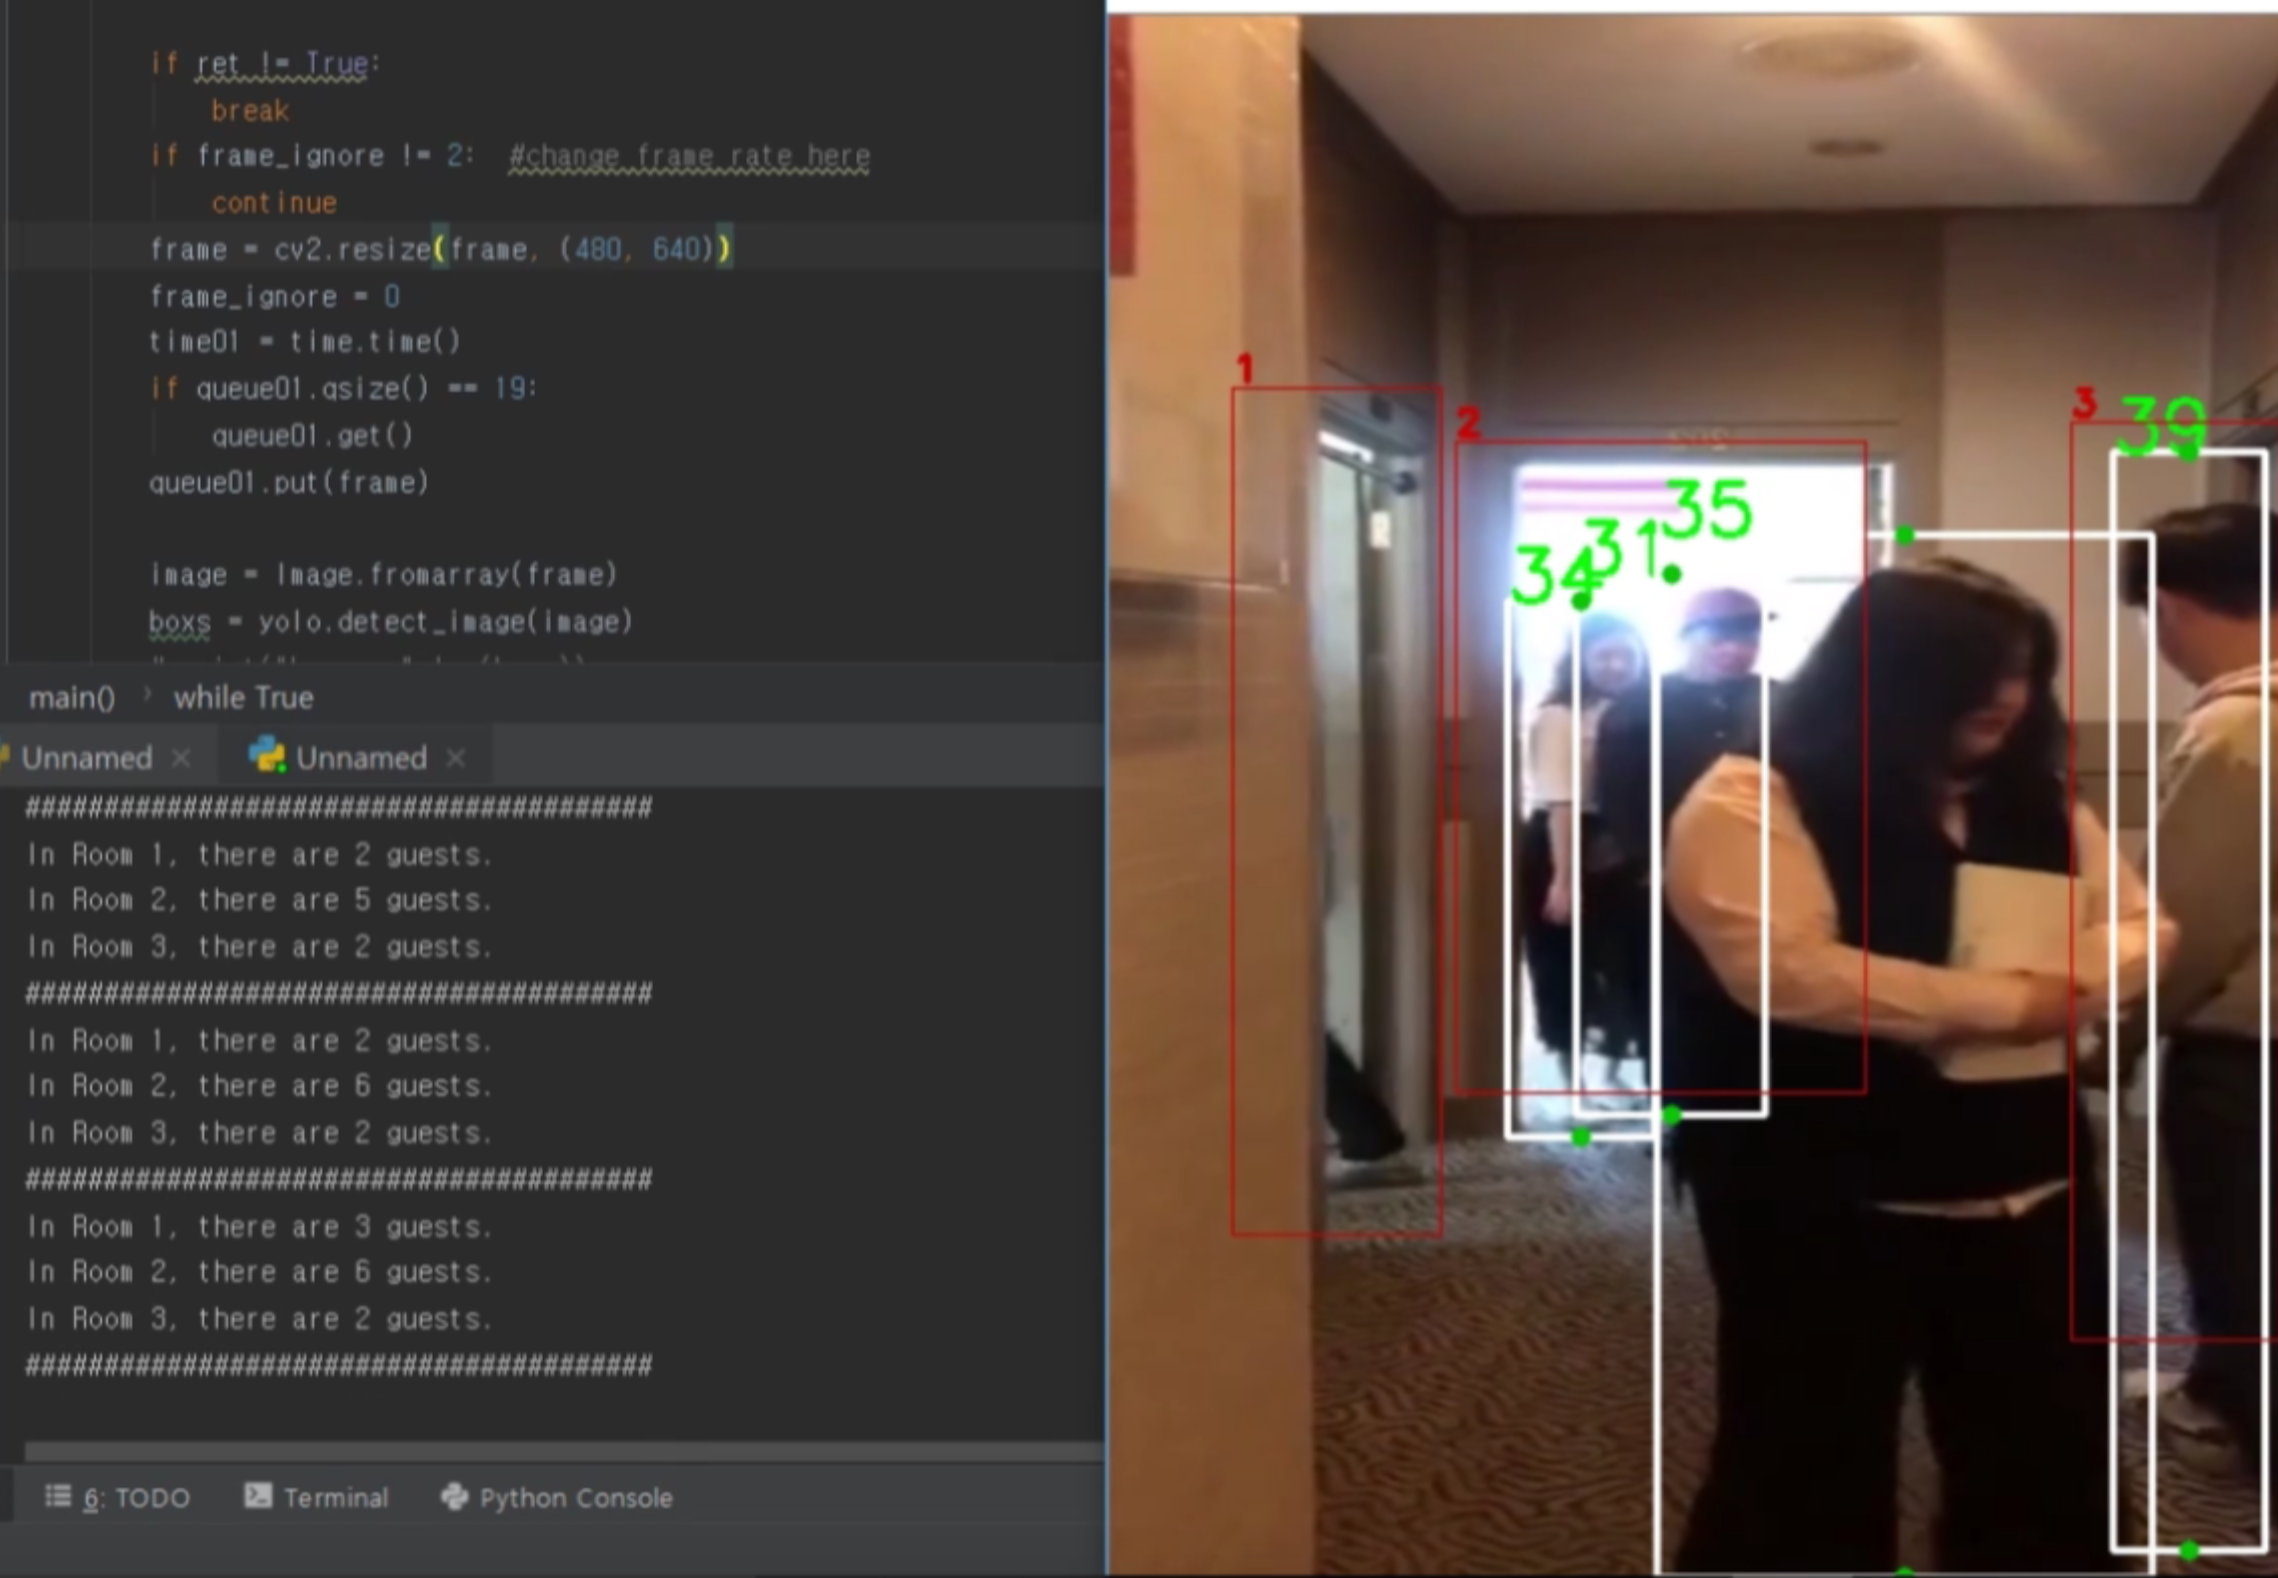 if ret != True:
break
if frame_ignore != 2: #change frame rate here
continue
frame = cv2.resize(frame, (480, 640))
frame_ignore = 0
time01 = time.time()
if queue01.qsize() == 19:
queue01.get()
queue01.put(frame)
image = Image.fromarray(frame)
boxs = yolo.detect_image(image)
main() › while True
Unnamed × Unnamed ×
########################################
In Room 1, there are 2 guests.
In Room 2, there are 5 guests.
In Room 3, there are 2 guests.
########################################
In Room 1, there are 2 guests.
In Room 2, there are 6 guests.
In Room 3, there are 2 guests.
########################################
In Room 1, there are 3 guests.
In Room 2, there are 6 guests.
In Room 3, there are 2 guests.
########################################
6: TODO Terminal Python Console
1
2
3
39
35
31
34